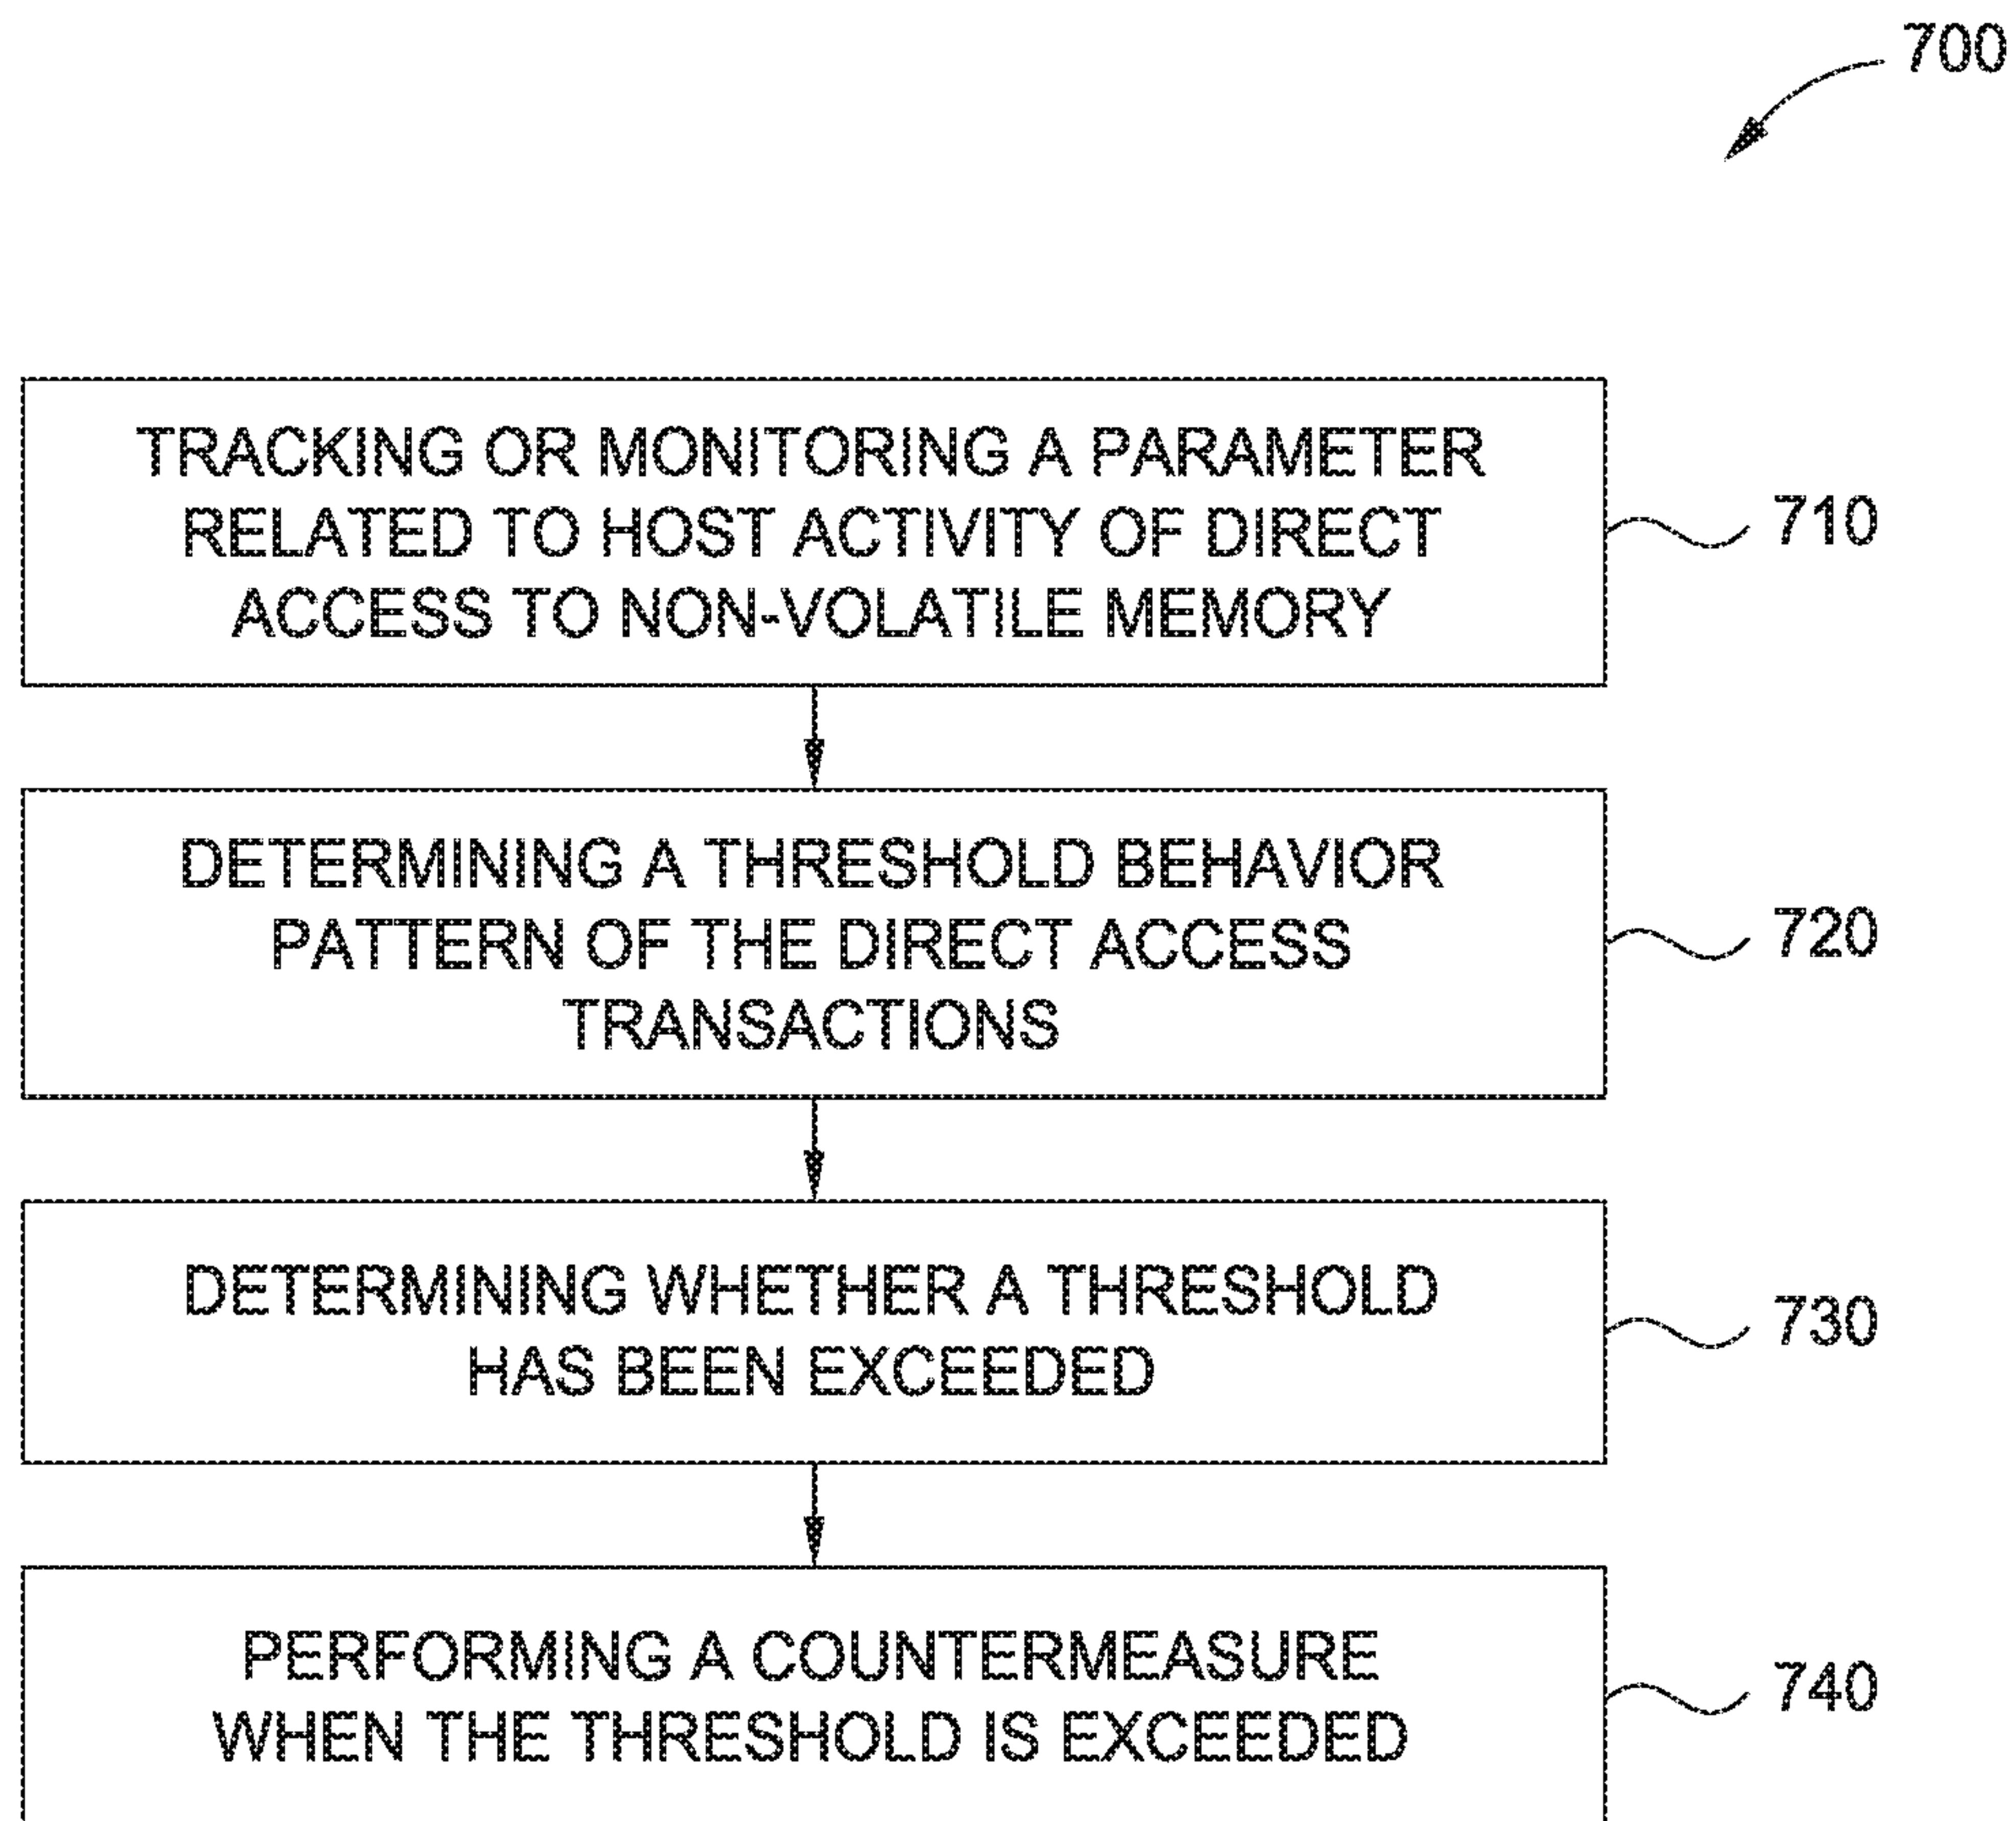 700
TRACKING OR MONITORING A PARAMETER
RELATED TO HOST ACTIVITY OF DIRECT
ACCESS TO NON-VOLATILE MEMORY
710
DETERMINING A THRESHOLD BEHAVIOR
PATTERN OF THE DIRECT ACCESS
TRANSACTIONS
720
DETERMINING WHETHER A THRESHOLD
HAS BEEN EXCEEDED
730
PERFORMING A COUNTERMEASURE
WHEN THE THRESHOLD IS EXCEEDED
740